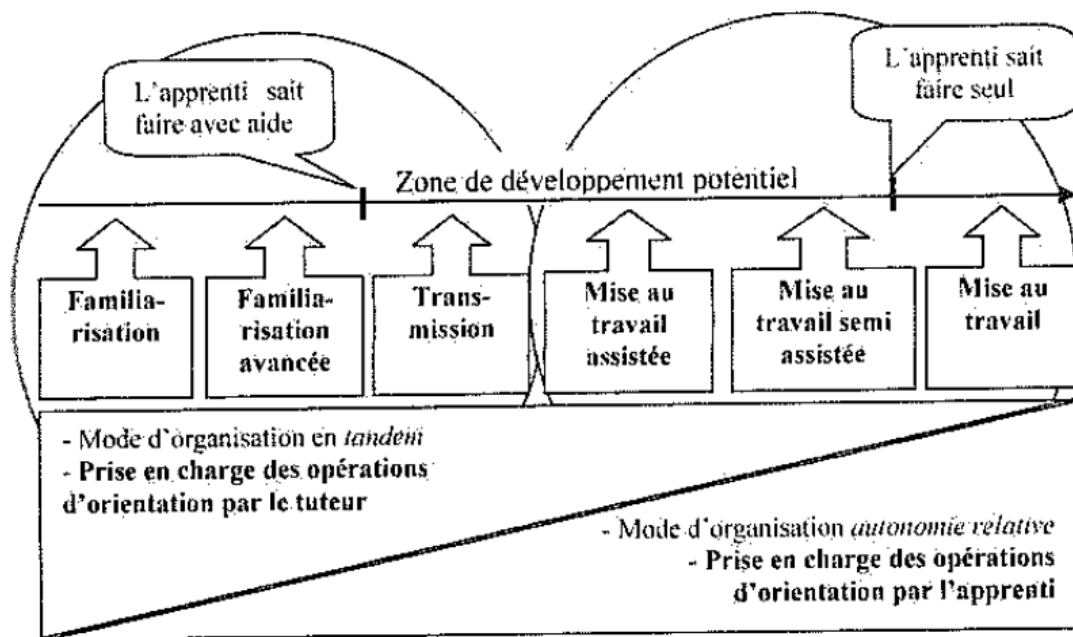 L'apprenti sait
faire avec aide
L'apprenti sait
faire seul
Zone de développement potentiel
Familia-
risation
Familia-
risation
avancée
Trans-
mission
Mise au
travail
assistée
Mise au
travail semi
assistée
Mise au
travail
- Mode d'organisation en tandem
- Prise en charge des opérations
d'orientation par le tuteur
- Mode d'organisation autonomie relative
- Prise en charge des opérations
d'orientation par l'apprenti